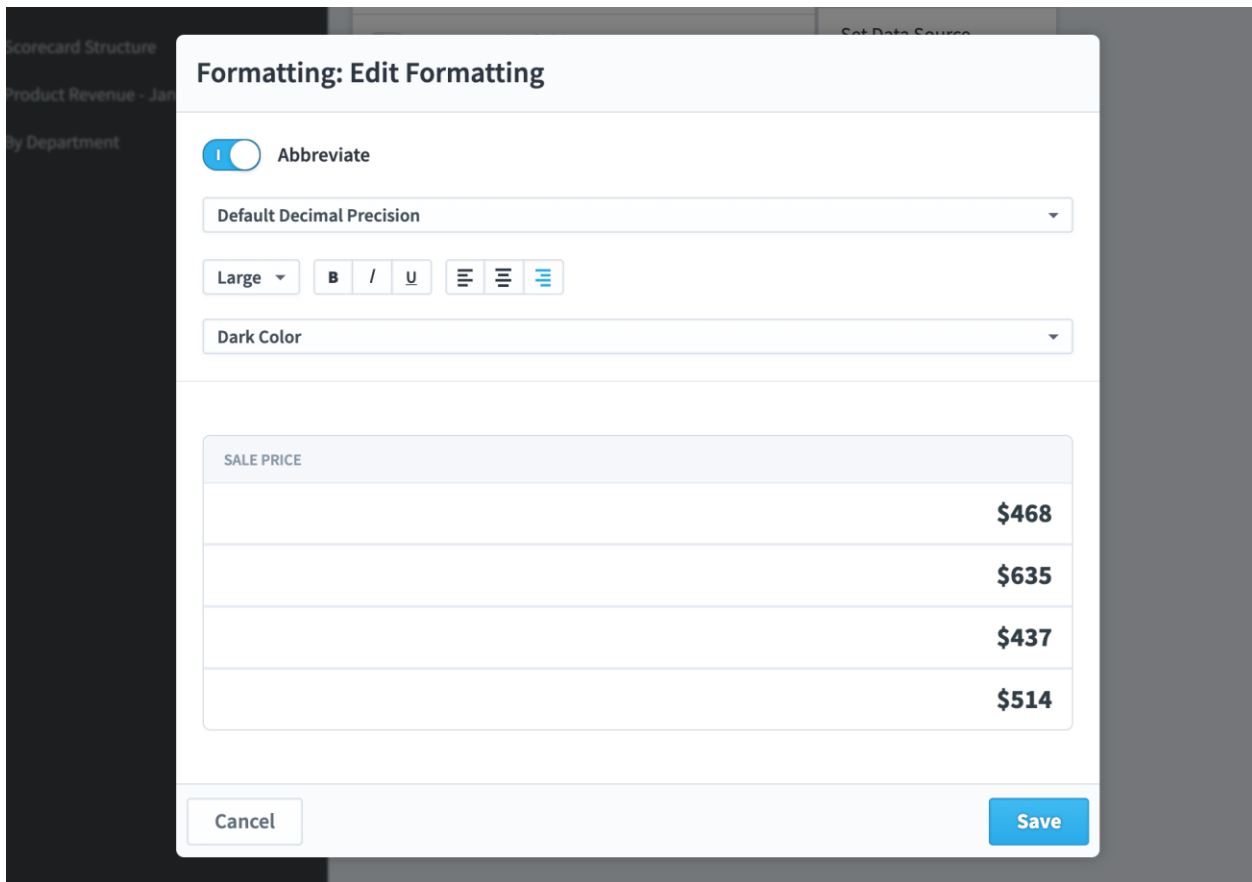 Scorecard Structure
Set Data Source
Product Revenue - Jan
By Department
Formatting: Edit Formatting
Abbreviate
Default Decimal Precision
Large
B I U
Dark Color
SALE PRICE
$468
$635
$437
$514
Cancel
Save